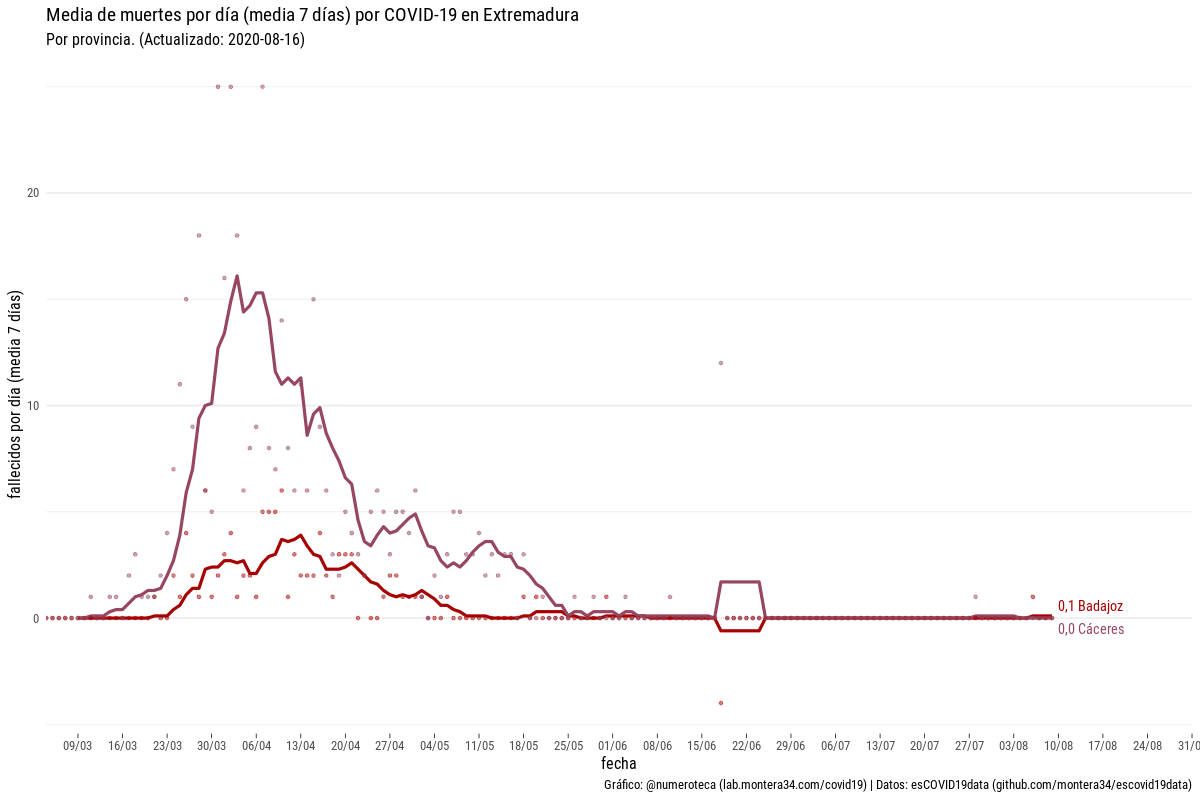 Media de muertes por día (media 7 días) por COVID-19 en Extremadura
Por provincia. (Actualizado: 2020-08-16)
fallecidos por día (media 7 días)
20
10
0
0,1 Badajoz
0,0 Cáceres
09/03 16/03 23/03 30/03 06/04 13/04 20/04 27/04 04/05 11/05 18/05 25/05 01/06 08/06 15/06 22/06 29/06 06/07 13/07 20/07 27/07 03/08 10/08 17/08 24/08 31/0
fecha
Gráfico: @numeroteca (lab.montera34.com/covid19) | Datos: esCOVID19data (github.com/montera34/escovid19data)